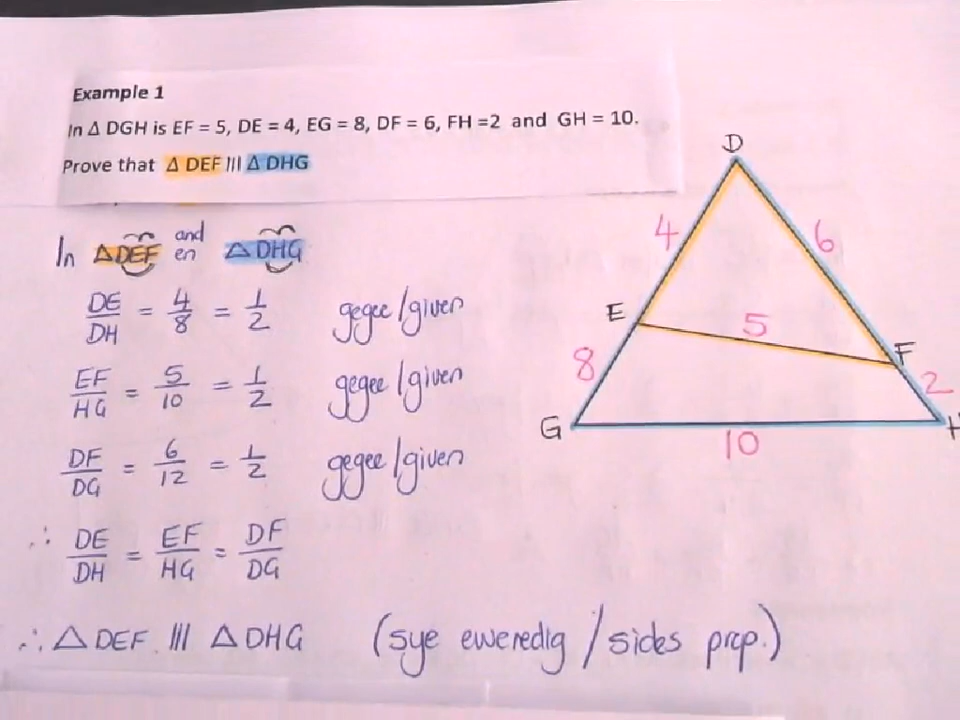 Example 1
In Δ DGH is EF = 5, DE = 4, EG = 8, DF = 6, FH =2 and GH = 10.
Prove that Δ DEF /// Δ DHG
In ΔDEF and en ΔDHG
DE/DH = 4/8 = 1/2 gegee/given
EF/HG = 5/10 = 1/2 gegee/given
DF/DG = 6/12 = 1/2 gegee/given
∴ DE/DH = EF/HG = DF/DG
∴ ΔDEF /// ΔDHG (sye eweredig/sides prop.)
D
4
6
E
5
F
8
2
G
10
H